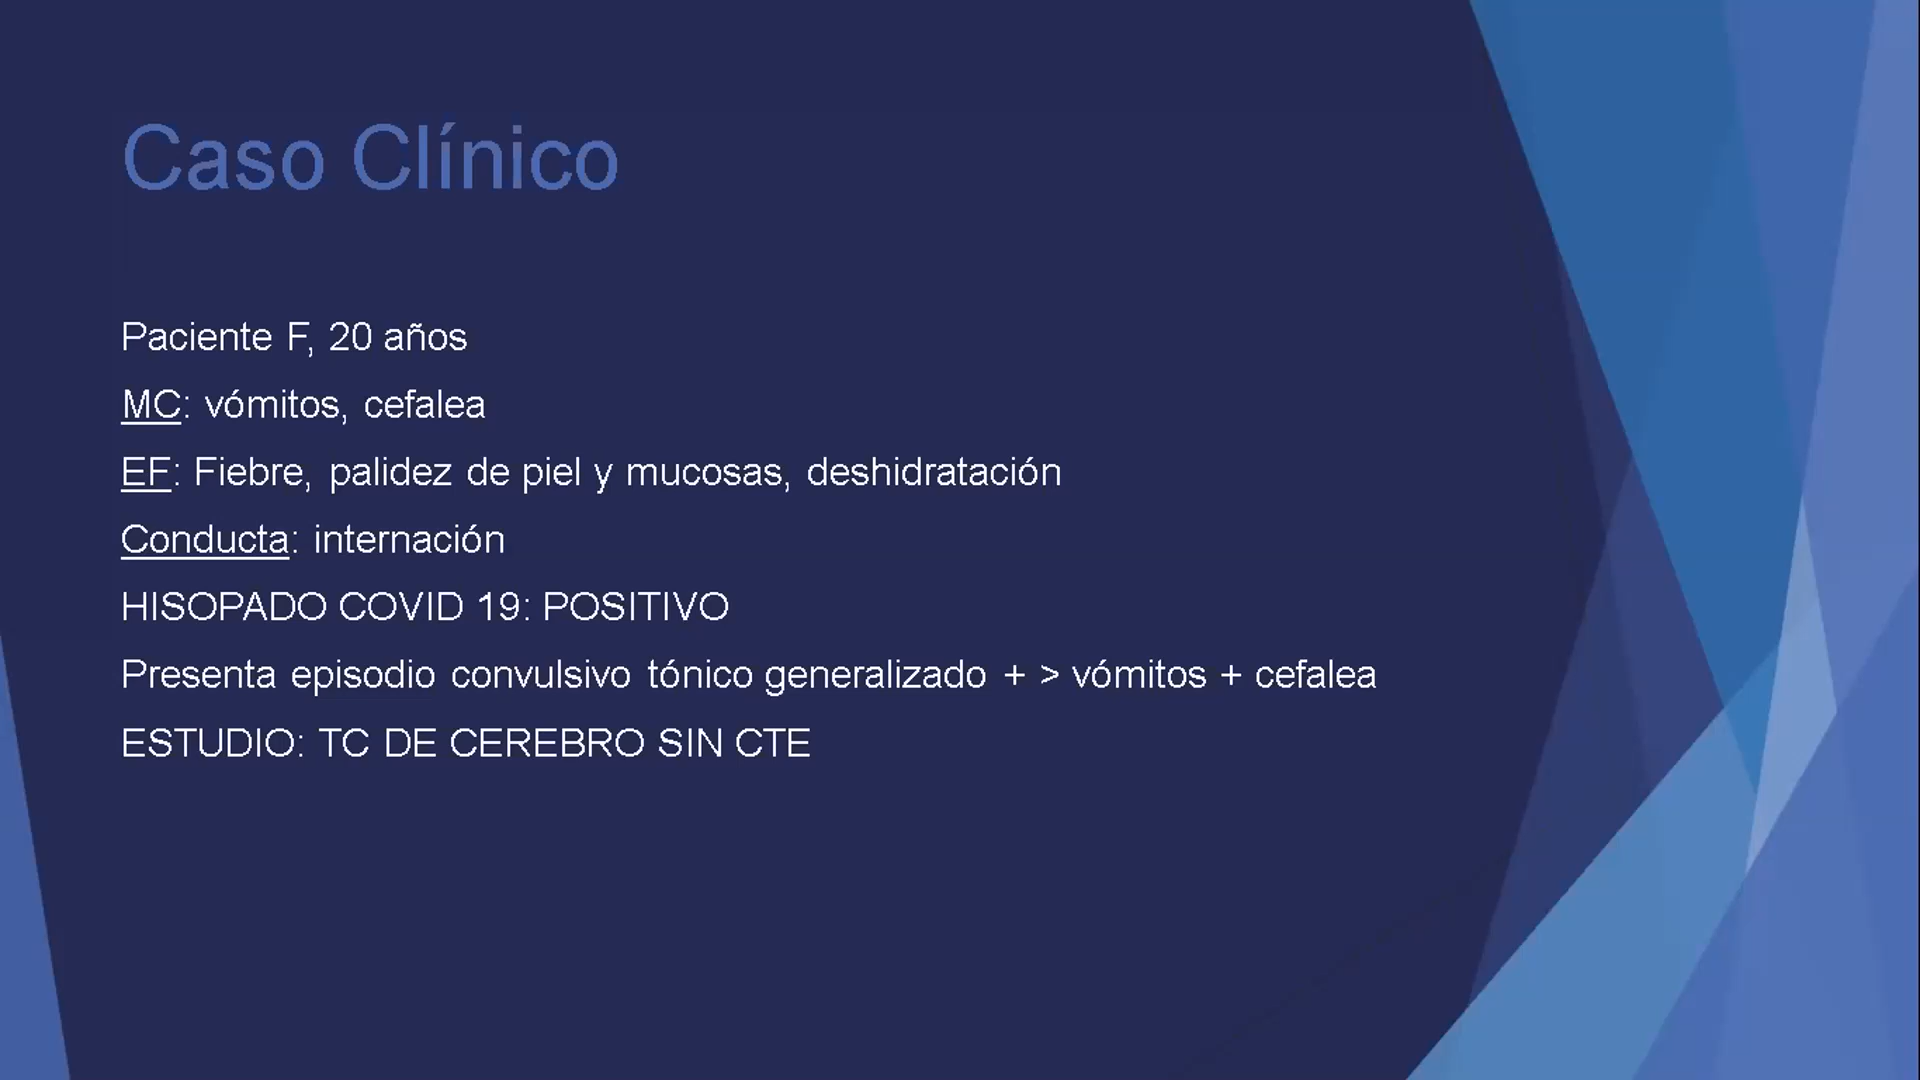 Caso Clínico
Paciente F, 20 años
MC: vómitos, cefalea
EF: Fiebre, palidez de piel y mucosas, deshidratación
Conducta: internación
HISOPADO COVID 19: POSITIVO
Presenta episodio convulsivo tónico generalizado + > vómitos + cefalea
ESTUDIO: TC DE CEREBRO SIN CTE